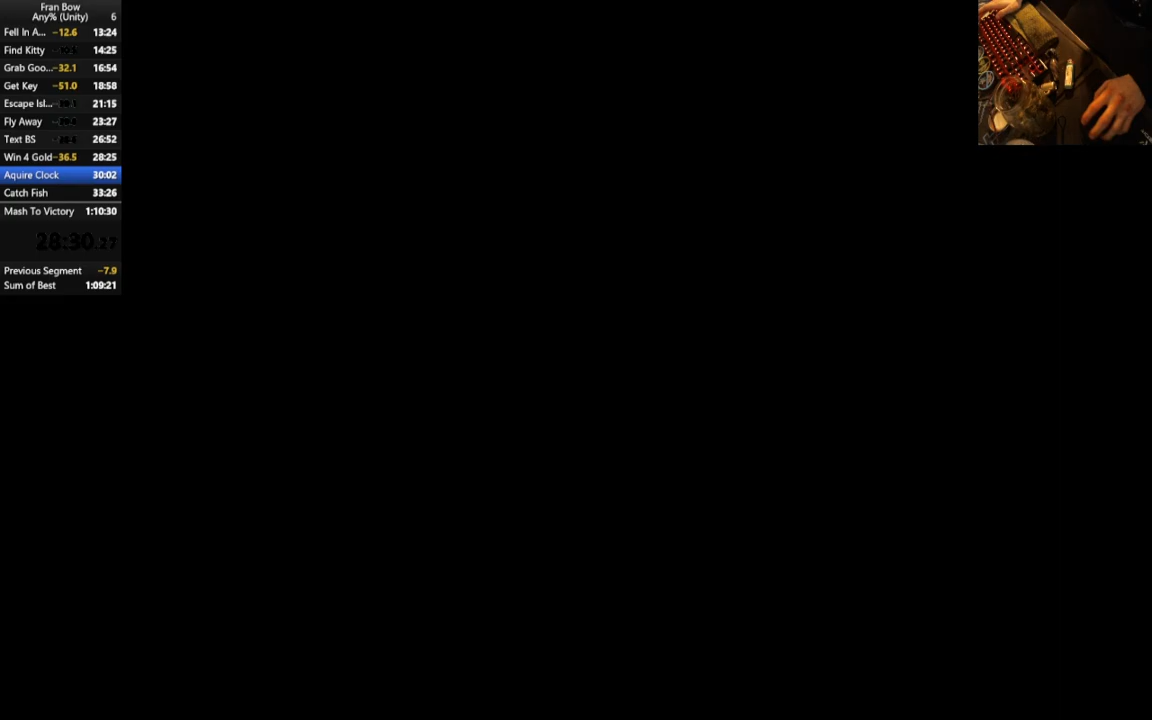 Fran Bow
Any% (Unity) 6
Fell In A... −12.6 13:24
Find Kitty 14:25
Grab Goo... −32.1 16:54
Get Key −51.0 18:58
Escape Isl... 21:15
Fly Away 23:27
Text BS 26:52
Win 4 Gold −36.5 28:25
Aquire Clock 30:02
Catch Fish 33:26
Mash To Victory 1:10:30
28:30.27
Previous Segment −7.9
Sum of Best 1:09:21